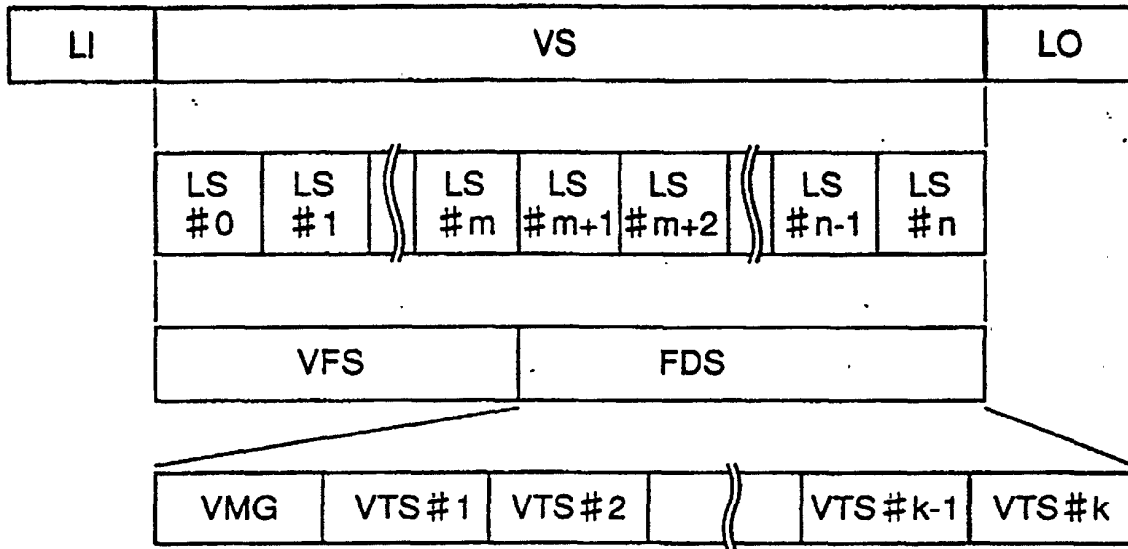 LI VS LO
LS #0 LS #1 LS #m LS #m+1 LS #m+2 LS #n-1 LS #n
VFS FDS
VMG VTS#1 VTS#2 VTS#k-1 VTS#k